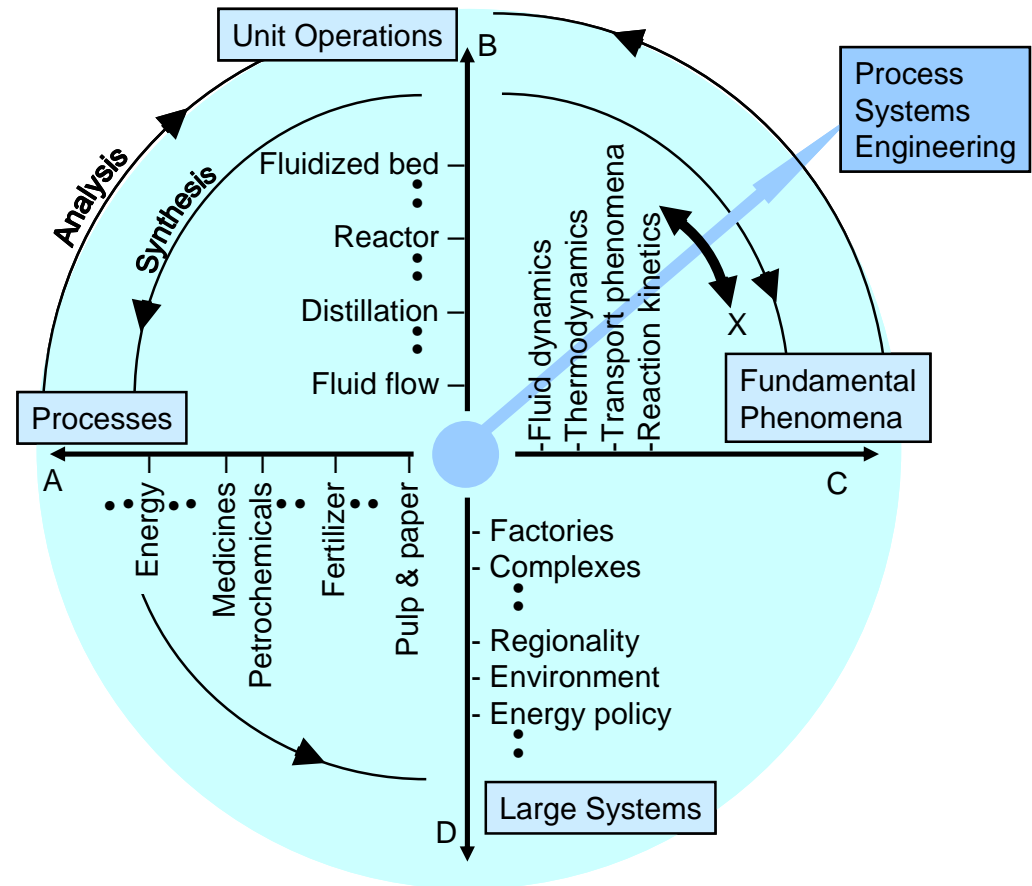 Unit Operations
B
Process
Systems
Engineering
Analysis
Synthesis
Fluidized bed
Reactor
Distillation
Fluid flow
-Fluid dynamics
-Thermodynamics
-Transport phenomena
-Reaction kinetics
X
Processes
Fundamental
Phenomena
A
C
Energy
Medicines
Petrochemicals
Fertilizer
Pulp & paper
- Factories
- Complexes
- Regionality
- Environment
- Energy policy
Large Systems
D